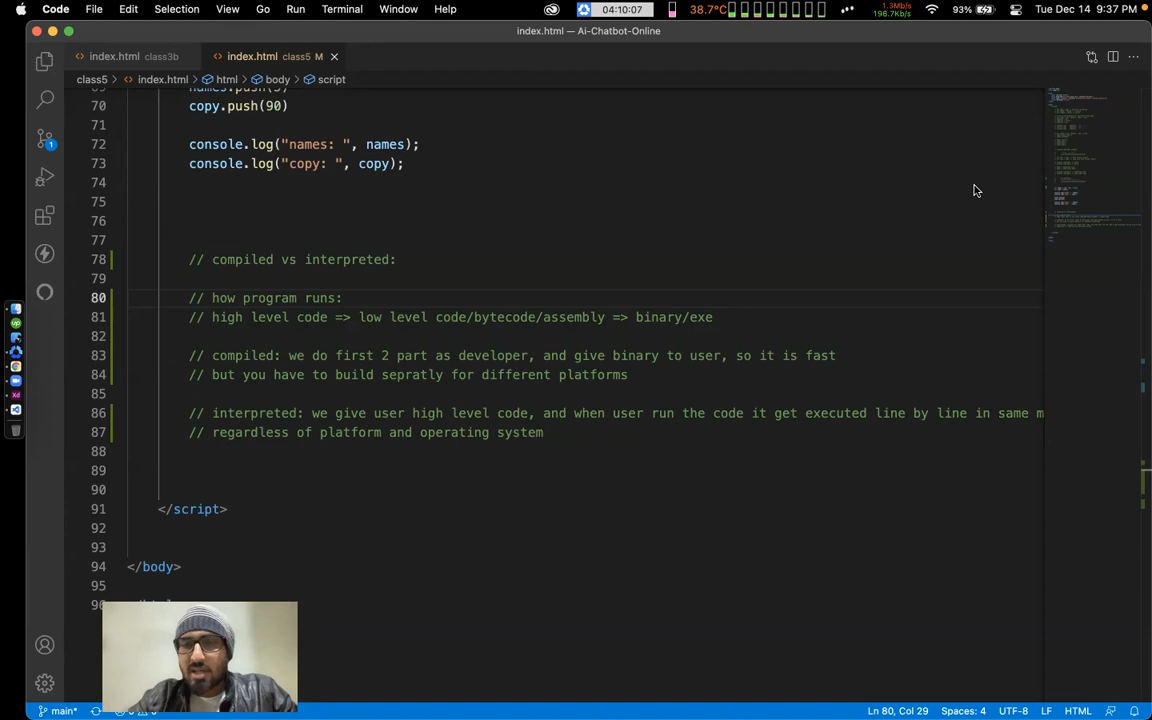 Code File Edit Selection View Go Run Terminal Window Help 04:10:07 38.7°C 1.3Mb/s 196.7Kb/s 93% Tue Dec 14 9:37 PM
index.html — Ai-Chatbot-Online
index.html class3b index.html class5 M
class5 > index.html > html > body > script
70 copy.push(90)
71
72 console.log("names: ", names);
73 console.log("copy: ", copy);
74
75
76
77
78 // compiled vs interpreted:
79
80 // how program runs:
81 // high level code => low level code/bytecode/assembly => binary/exe
82
83 // compiled: we do first 2 part as developer, and give binary to user, so it is fast
84 // but you have to build sepratly for different platforms
85
86 // interpreted: we give user high level code, and when user run the code it get executed line by line in same m
87 // regardless of platform and operating system
88
89
90
91 </script>
92
93
94 </body>
95
main* Ln 80, Col 29 Spaces: 4 UTF-8 LF HTML